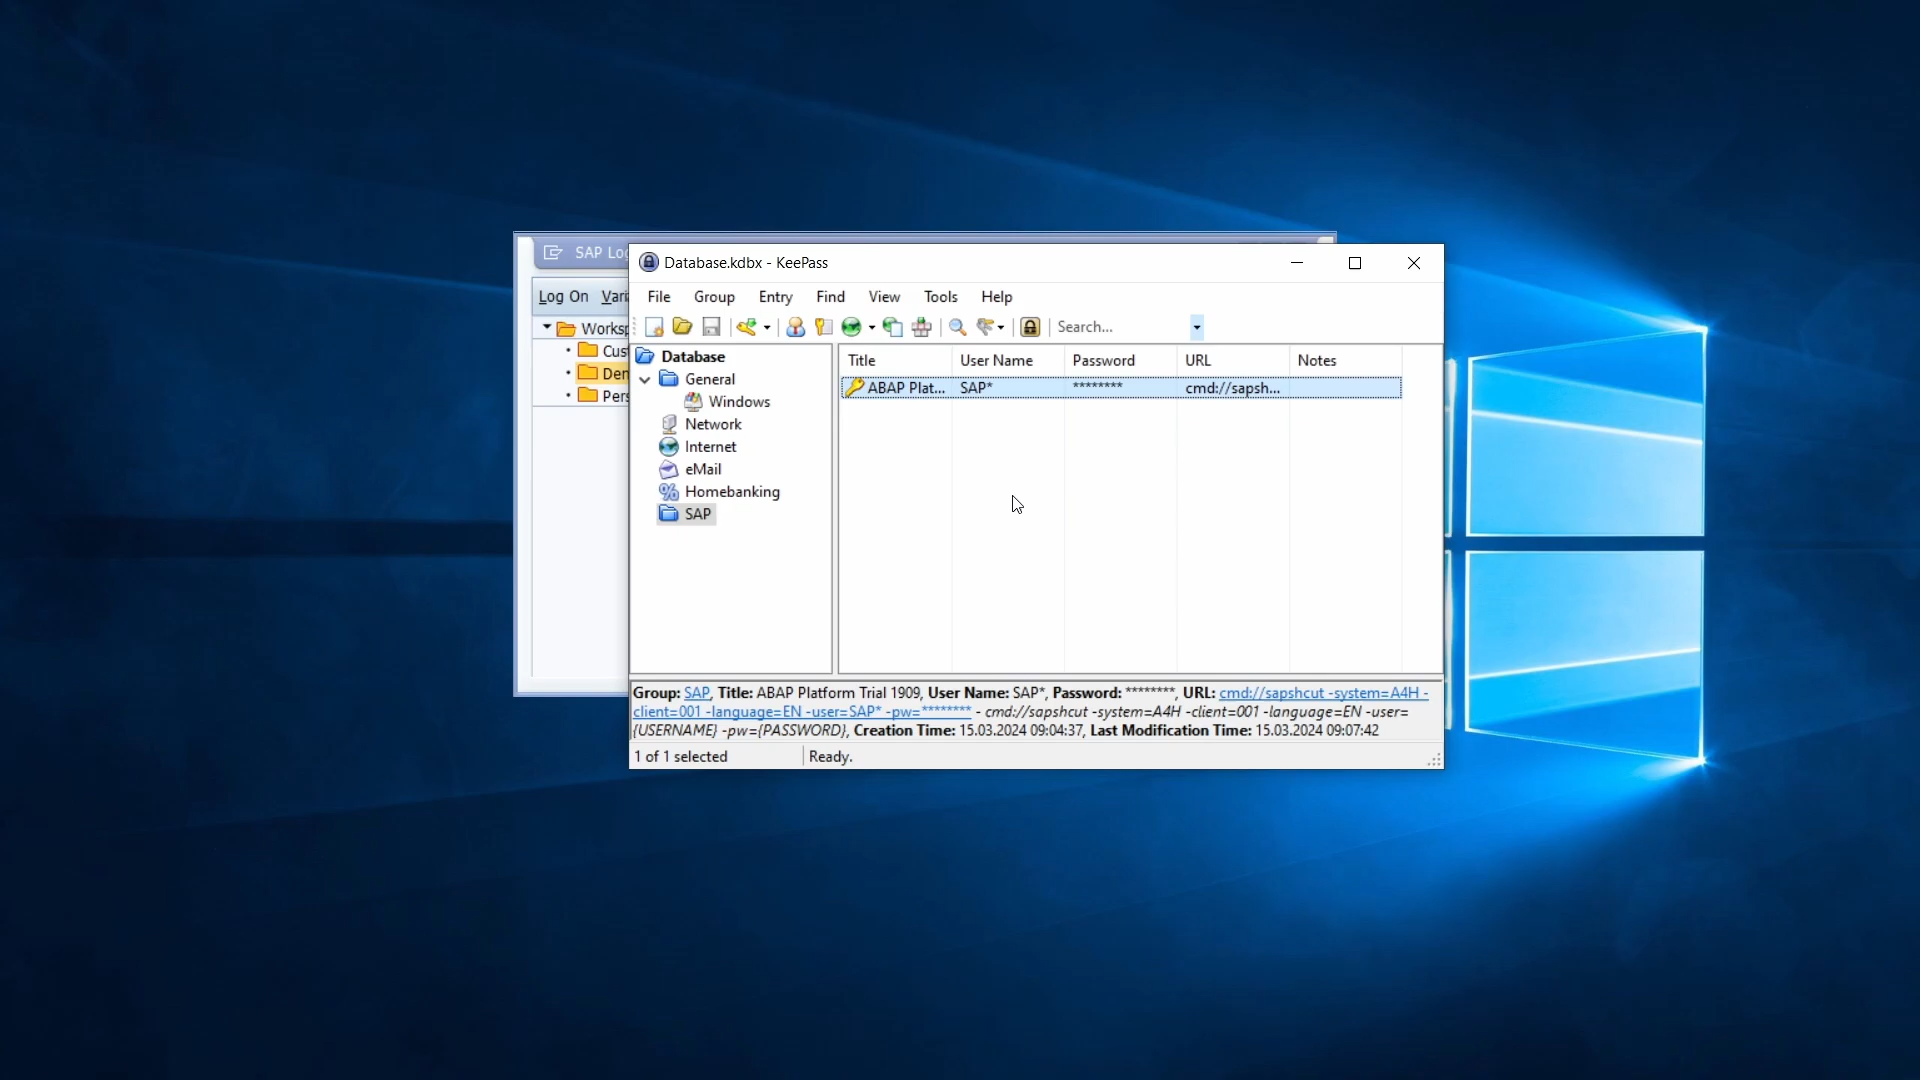 SAP Log
Log On Vari
Worksp
Cust
Den
Pers
Database.kdbx - KeePass
File Group Entry Find View Tools Help
Search...
Database
General
Windows
Network
Internet
eMail
Homebanking
SAP
Title User Name Password URL Notes
ABAP Plat... SAP* ******** cmd://sapsh...
Group: SAP, Title: ABAP Platform Trial 1909, User Name: SAP*, Password: ********, URL: cmd://sapshcut -system=A4H -
client=001 -language=EN -user=SAP* -pw=******** - cmd://sapshcut -system=A4H -client=001 -language=EN -user=
{USERNAME} -pw={PASSWORD}, Creation Time: 15.03.2024 09:04:37, Last Modification Time: 15.03.2024 09:07:42
1 of 1 selected Ready.